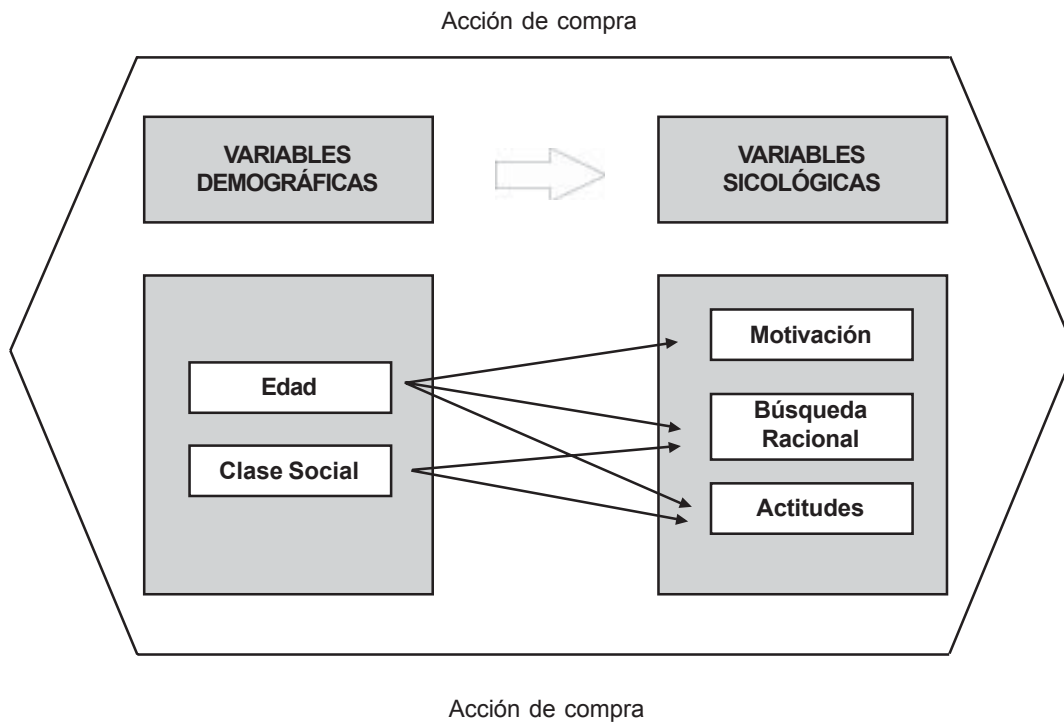 Acción de compra
VARIABLES
DEMOGRÁFICAS
VARIABLES
SICOLÓGICAS
Edad
Clase Social
Motivación
Búsqueda
Racional
Actitudes
Acción de compra